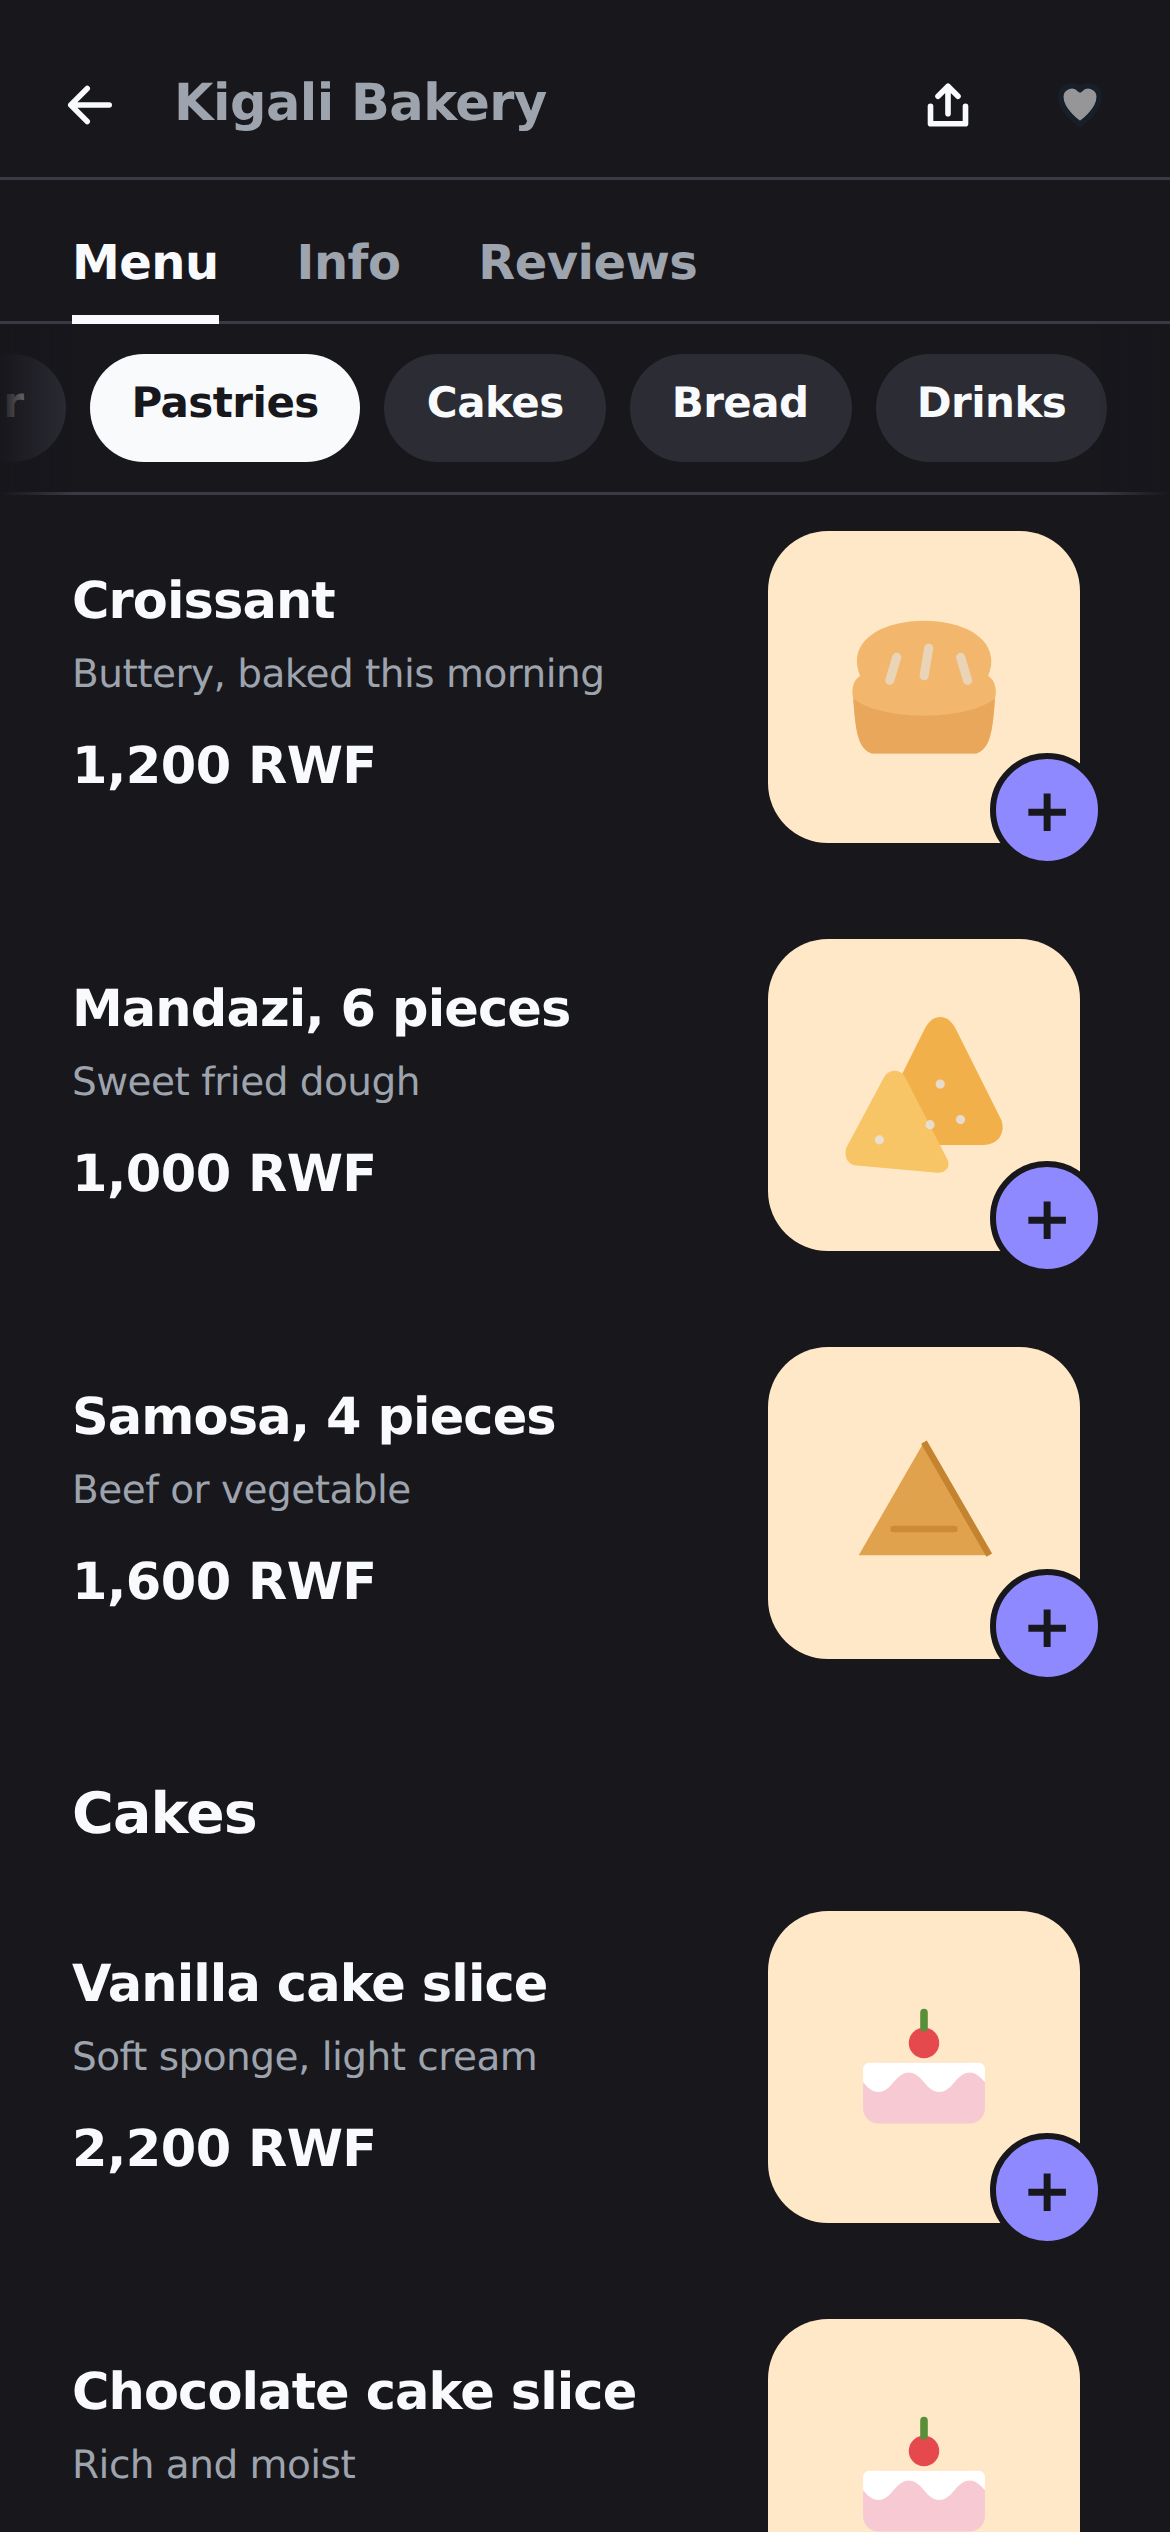 Kigali Bakery
Menu Info Reviews
r Pastries Cakes Bread Drinks
Croissant
Buttery, baked this morning
1,200 RWF
Mandazi, 6 pieces
Sweet fried dough
1,000 RWF
Samosa, 4 pieces
Beef or vegetable
1,600 RWF
Cakes
Vanilla cake slice
Soft sponge, light cream
2,200 RWF
Chocolate cake slice
Rich and moist